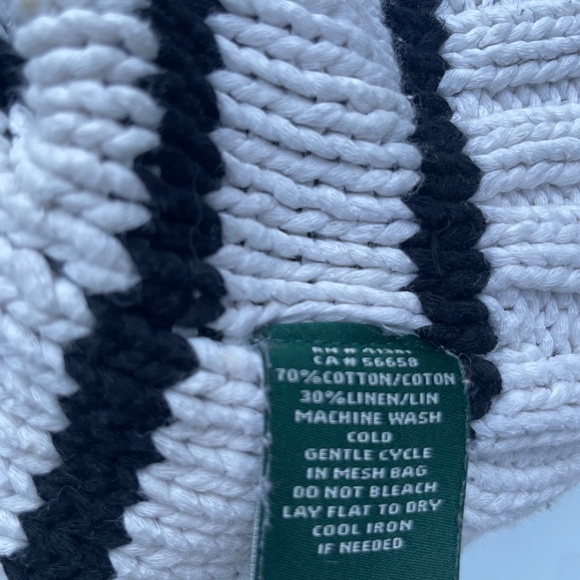 RN #
CA # 56658
70%COTTON/COTON
30%LINEN/LIN
MACHINE WASH
COLD
GENTLE CYCLE
IN MESH BAG
DO NOT BLEACH
LAY FLAT TO DRY
COOL IRON
IF NEEDED